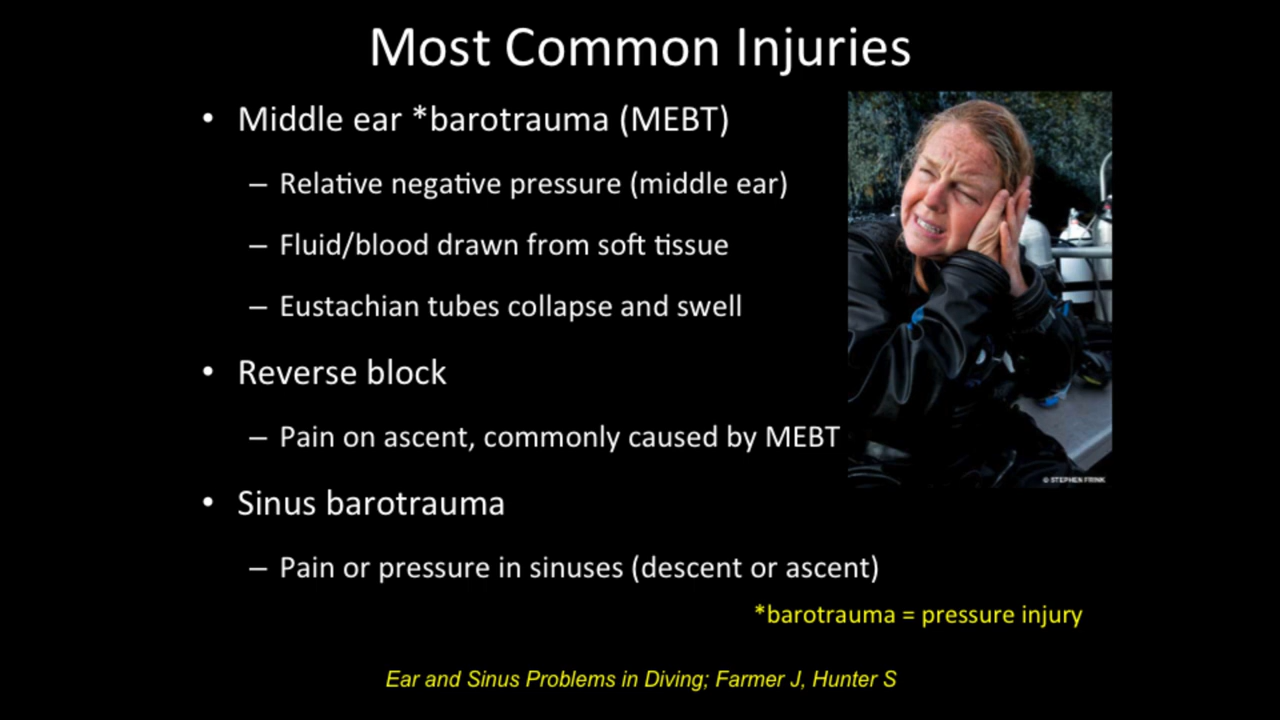 Most Common Injuries
• Middle ear *barotrauma (MEBT)
– Relative negative pressure (middle ear)
– Fluid/blood drawn from soft tissue
– Eustachian tubes collapse and swell
• Reverse block
– Pain on ascent, commonly caused by MEBT
© STEPHEN FRINK
• Sinus barotrauma
– Pain or pressure in sinuses (descent or ascent)
*barotrauma = pressure injury
Ear and Sinus Problems in Diving; Farmer J, Hunter S